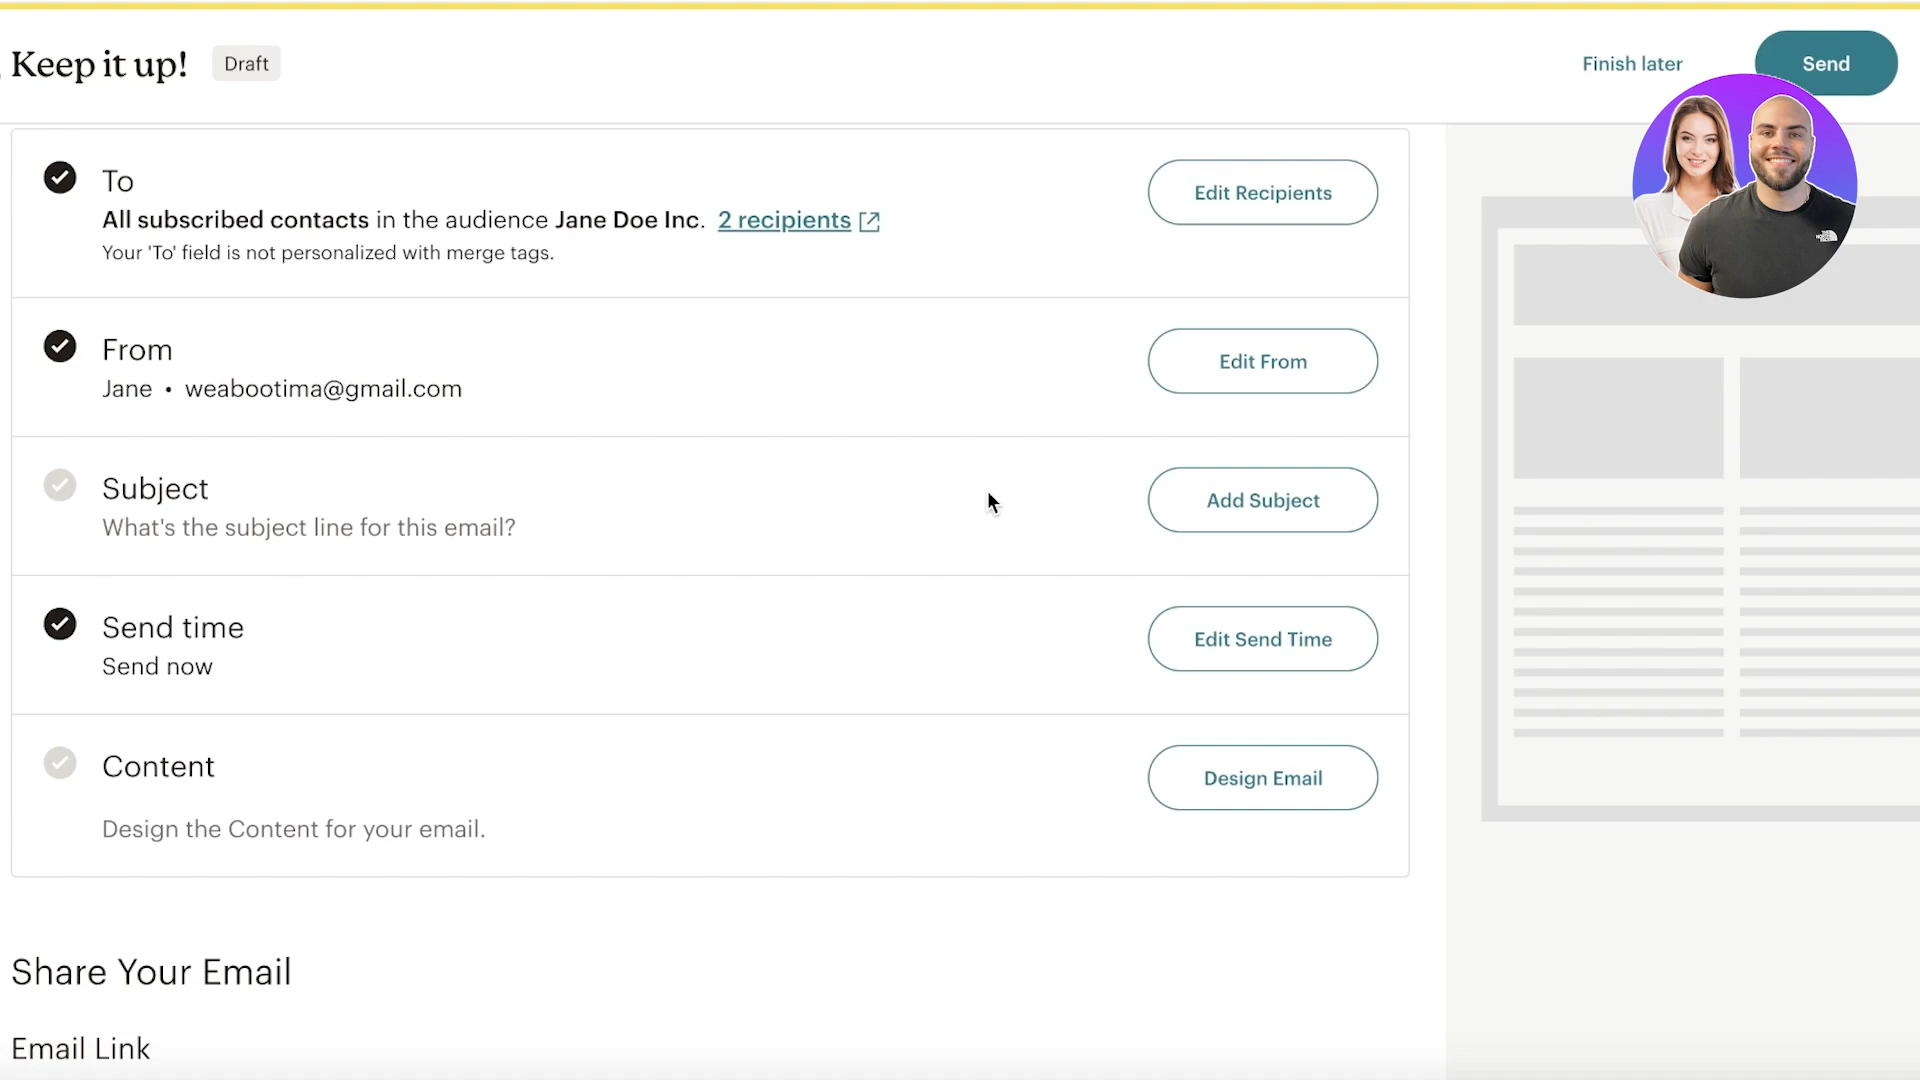 Keep it up!
Draft
Finish later
Send
To
All subscribed contacts in the audience Jane Doe Inc. 2 recipients
Your 'To' field is not personalized with merge tags.
Edit Recipients
From
Jane • weabootima@gmail.com
Edit From
Subject
What's the subject line for this email?
Add Subject
Send time
Send now
Edit Send Time
Content
Design the Content for your email.
Design Email
Share Your Email
Email Link
THE
NORTH
FACE